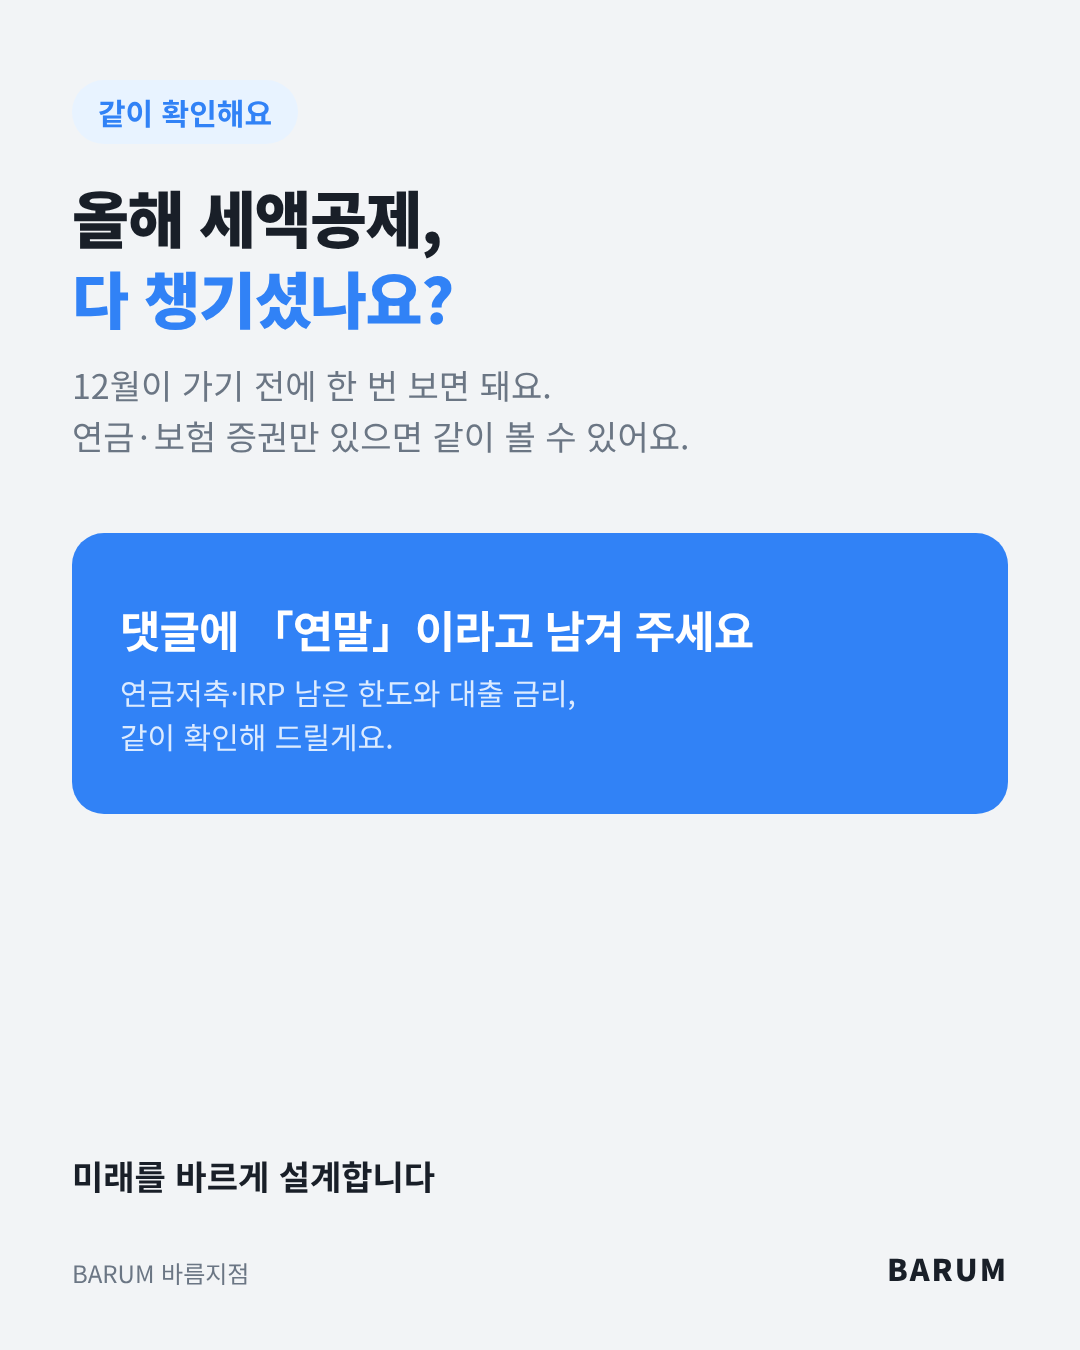 같이 확인해요
올해 세액공제,
다 챙기셨나요?
12월이 가기 전에 한 번 보면 돼요.
연금·보험 증권만 있으면 같이 볼 수 있어요.
댓글에 「연말」이라고 남겨 주세요
연금저축·IRP 남은 한도와 대출 금리,
같이 확인해 드릴게요.
미래를 바르게 설계합니다
BARUM 바름지점
BARUM